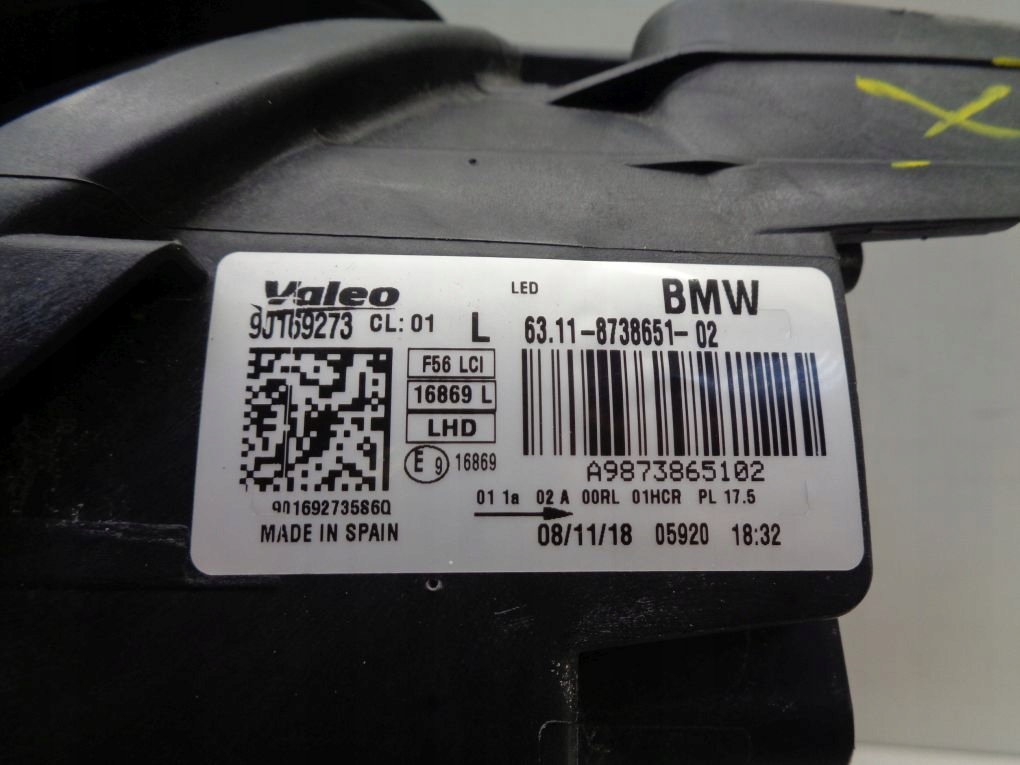 Valeo LED BMW
90169273 CL: 01 L 63.11-8738651-02
F56 LCI
16869 L
LHD
E 9 16869
A9873865102
01 1a 02 A 00RL 01HCR PL 17.5
901692735860
MADE IN SPAIN 08/11/18 05920 18:32